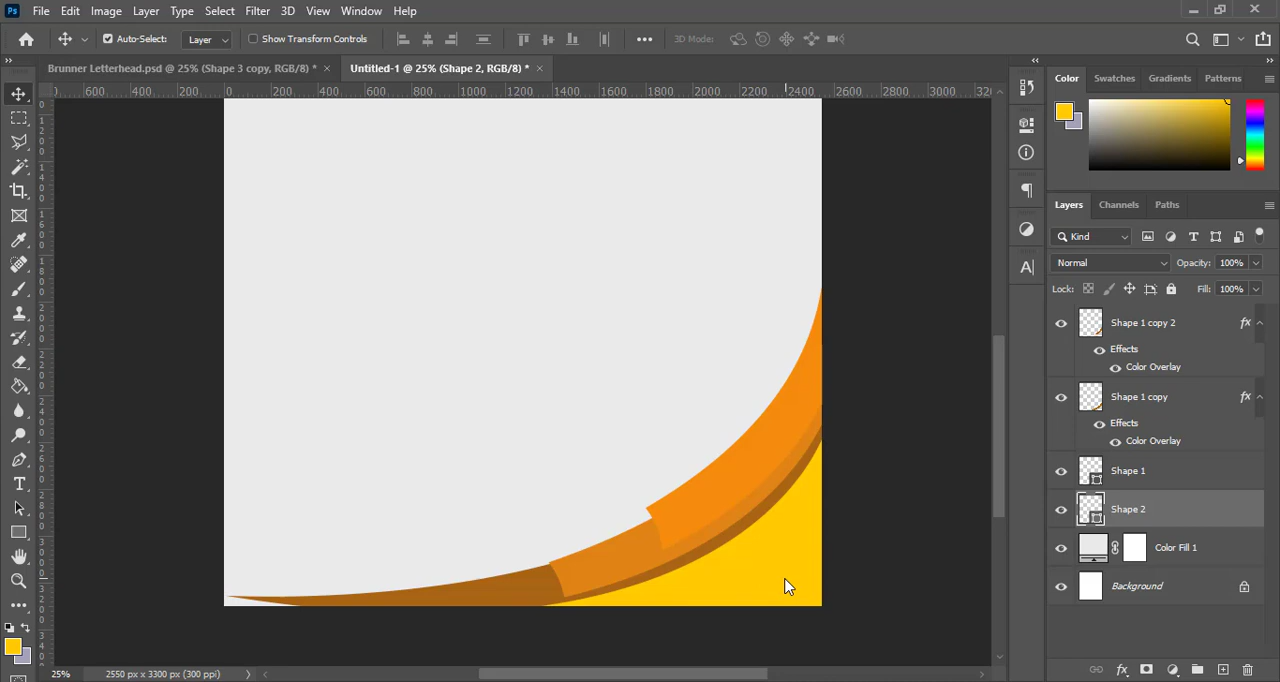 Ps File Edit Image Layer Type Select Filter 3D View Window Help
Auto-Select: Layer Show Transform Controls 3D Mode:
Brunner Letterhead.psd @ 25% (Shape 3 copy, RGB/8) * × Untitled-1 @ 25% (Shape 2, RGB/8) * ×
600 400 200 0 200 400 600 800 1000 1200 1400 1600 1800 2000 2200 2400 2600 2800 3000
Color Swatches Gradients Patterns
Layers Channels Paths
Kind
Normal Opacity: 100%
Lock: Fill: 100%
Shape 1 copy 2 fx
Effects
Color Overlay
Shape 1 copy fx
Effects
Color Overlay
Shape 1
Shape 2
Color Fill 1
Background
25% 2550 px x 3300 px (300 ppi)